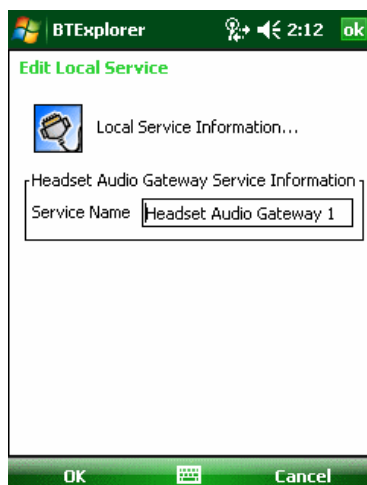 BTExplorer 2:12 ok
Edit Local Service
Local Service Information...
Headset Audio Gateway Service Information
Service Name Headset Audio Gateway 1
OK Cancel